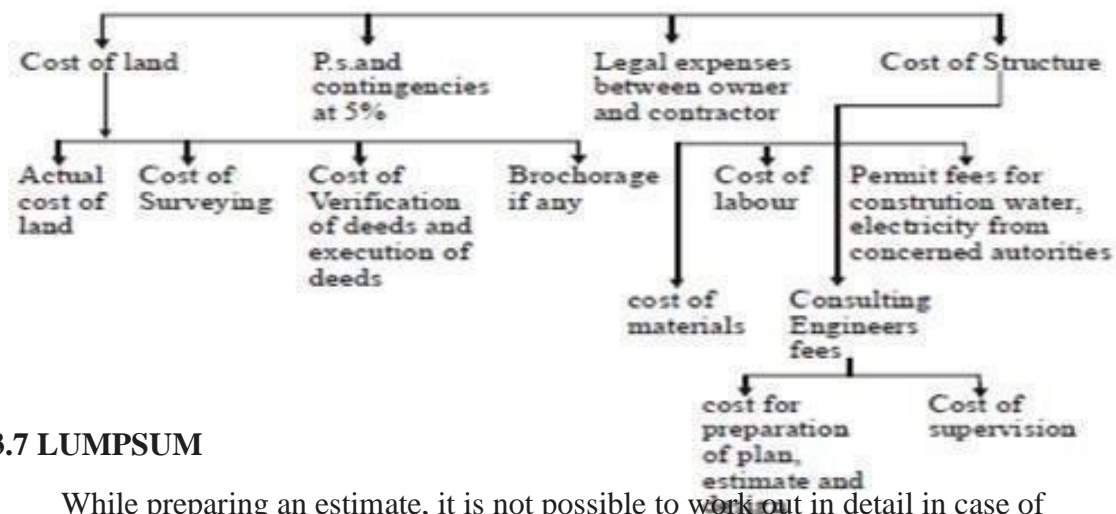 Cost of land
P.s.and
contingencies
at 5%
Legal expenses
between owner
and contractor
Cost of Structure
Actual
cost of
land
Cost of
Surveying
Cost of
Verification
of deeds and
execution of
deeds
Brochorage
if any
Cost of
labour
Permit fees for
constrution water,
electricity from
concerned autorities
cost of
materials
Consulting
Engineers
fees
cost for
preparation
of plan,
estimate and
Cost of
supervision
3.7 LUMPSUM
While preparing an estimate, it is not possible to work out in detail in case of